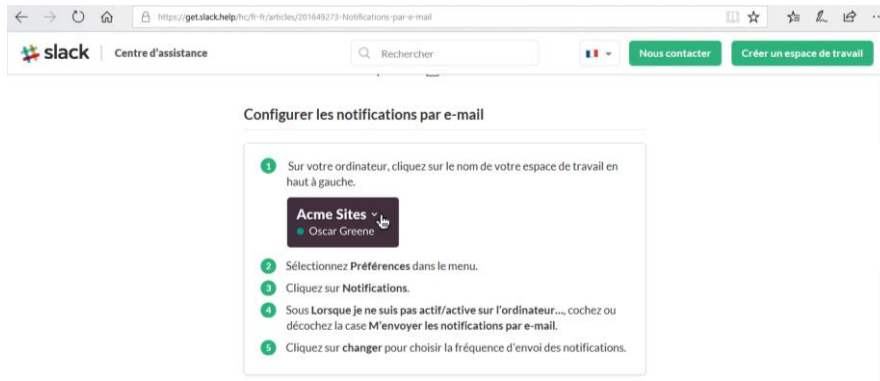 https://get.slack.help/hc/fr-fr/articles/201649273-Notifications-par-e-mail
slack Centre d'assistance Rechercher Nous contacter Créer un espace de travail
Configurer les notifications par e-mail
1 Sur votre ordinateur, cliquez sur le nom de votre espace de travail en
haut à gauche.
Acme Sites
Oscar Greene
2 Sélectionnez Préférences dans le menu.
3 Cliquez sur Notifications.
4 Sous Lorsque je ne suis pas actif/active sur l'ordinateur..., cochez ou
décochez la case M'envoyer les notifications par e-mail.
5 Cliquez sur changer pour choisir la fréquence d'envoi des notifications.